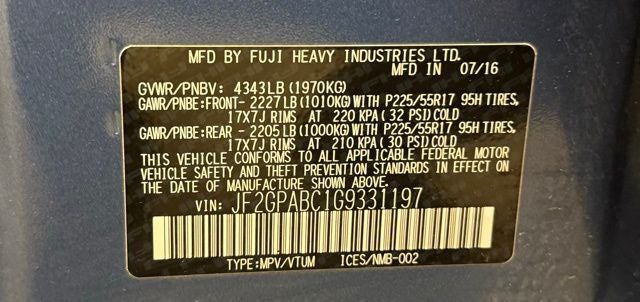 MFD BY FUJI HEAVY INDUSTRIES LTD.
MFD IN 07/16
GVWR/PNBV: 4343LB (1970KG)
GAWR/PNBE:FRONT- 2227LB (1010KG)WITH P225/55R17 95H TIRES,
17X7J RIMS AT 220 KPA (32 PSI)COLD
GAWR/PNBE:REAR - 2205LB (1000KG)WITH P225/55R17 95H TIRES,
17X7J RIMS AT 210 KPA (30 PSI)COLD
THIS VEHICLE CONFORMS TO ALL APPLICABLE FEDERAL MOTOR
VEHICLE SAFETY AND THEFT PREVENTION STANDARDS IN EFFECT ON
THE DATE OF MANUFACTURE SHOWN ABOVE.
VIN: JF2GPABC1G9331197
TYPE:MPV/VTUM ICES/NMB-002